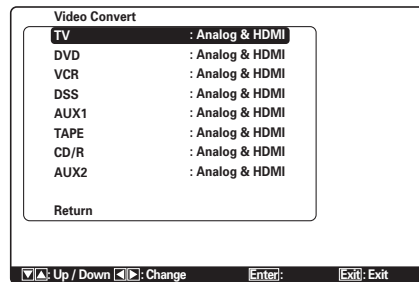 Video Convert
TV : Analog & HDMI
DVD : Analog & HDMI
VCR : Analog & HDMI
DSS : Analog & HDMI
AUX1 : Analog & HDMI
TAPE : Analog & HDMI
CD/R : Analog & HDMI
AUX2 : Analog & HDMI
Return
▼▲: Up / Down ◀▶: Change Enter: Exit: Exit